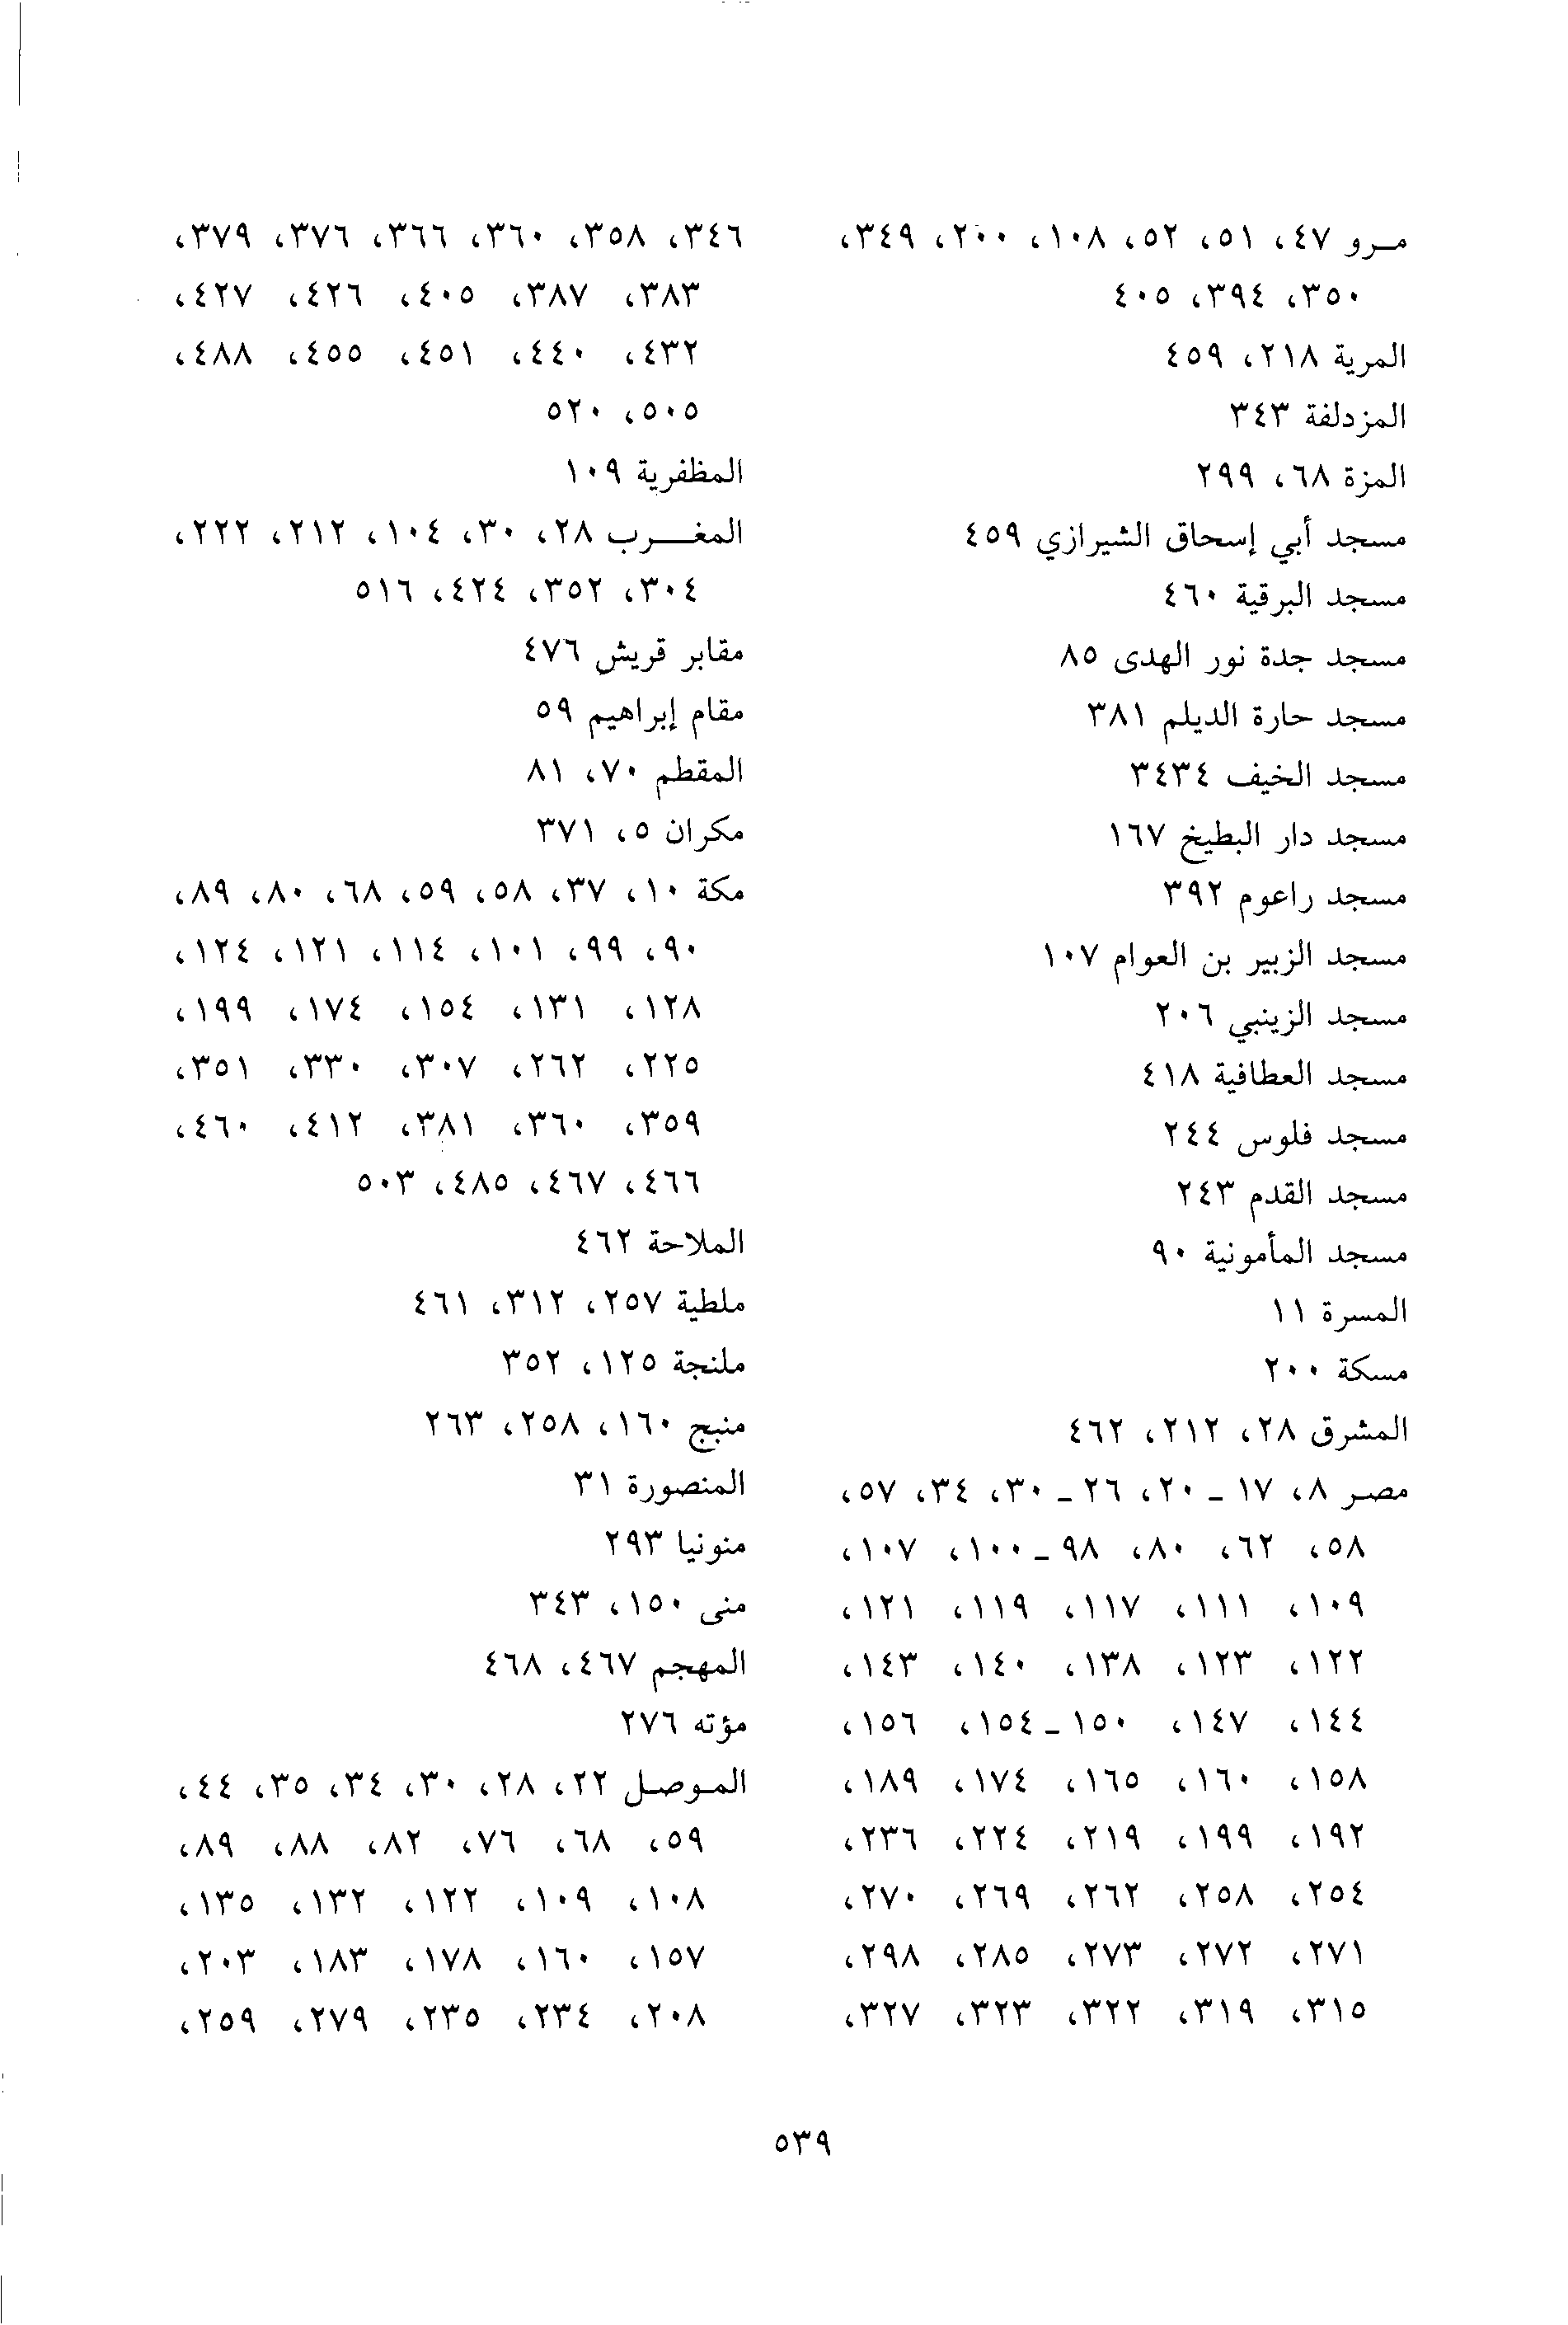 مـرو ٤٧، ٥١، ٥٢، ١٠٨، ٢٠٠، ٣٤٩،
٣٥٠، ٣٩٤، ٤٠٥
المرية ٢١٨، ٤٥٩
المزدلفة ٣٤٣
المزة ٦٨، ٢٩٩
مسجد أبي إسحاق الشيرازي ٤٥٩
مسجد البرقية ٤٦٠
مسجد جدة نور الهدى ٨٥
مسجد حارة الديلم ٣٨١
مسجد الخيف ٣٤٣٤
مسجد دار البطيخ ١٦٧
مسجد راعوم ٣٩٢
مسجد الزبير بن العوام ١٠٧
مسجد الزينبي ٢٠٦
مسجد العطافية ٤١٨
مسجد فلوس ٢٤٤
مسجد القدم ٢٤٣
مسجد المأمونية ٩٠
المسرة ١١
مسكة ٢٠٠
المشرق ٢٨، ٢١٢، ٤٦٢
مصر ٨، ١٧ - ٢٠، ٢٦ - ٣٠، ٣٤، ٥٧،
٥٨، ٦٢، ٨٠، ٩٨ - ١٠٠، ١٠٧،
١٠٩، ١١١، ١١٧، ١١٩، ١٢١،
١٢٢، ١٢٣، ١٣٨، ١٤٠، ١٤٣،
١٤٤، ١٤٧، ١٥٠ - ١٥٤، ١٥٦،
١٥٨، ١٦٠، ١٦٥، ١٧٤، ١٨٩،
١٩٢، ١٩٩، ٢١٩، ٢٢٤، ٢٣٦،
٢٥٤، ٢٥٨، ٢٦٢، ٢٦٩، ٢٧٠،
٢٧١، ٢٧٢، ٢٧٣، ٢٨٥، ٢٩٨،
٣١٥، ٣١٩، ٣٢٢، ٣٢٣، ٣٢٧،
٣٤٦، ٣٥٨، ٣٦٠، ٣٦٦، ٣٧٦، ٣٧٩،
٣٨٣، ٣٨٧، ٤٠٥، ٤٢٦، ٤٢٧،
٤٣٢، ٤٤٠، ٤٥١، ٤٥٥، ٤٨٨،
٥٠٥، ٥٢٠
المظفرية ١٠٩
المغـــرب ٢٨، ٣٠، ١٠٤، ٢١٢، ٢٢٢،
٣٠٤، ٣٥٢، ٤٢٤، ٥١٦
مقابر قريش ٤٧٦
مقام إبراهيم ٥٩
المقطم ٧٠، ٨١
مكران ٥، ٣٧١
مكة ١٠، ٣٧، ٥٨، ٥٩، ٦٨، ٨٠، ٨٩،
٩٠، ٩٩، ١٠١، ١١٤، ١٢١، ١٢٤،
١٢٨، ١٣١، ١٥٤، ١٧٤، ١٩٩،
٢٢٥، ٢٦٢، ٣٠٧، ٣٣٠، ٣٥١،
٣٥٩، ٣٦٠، ٣٨١، ٤١٢، ٤٦٠،
٤٦٦، ٤٦٧، ٤٨٥، ٥٠٣
الملاحة ٤٦٢
ملطية ٢٥٧، ٣١٢، ٤٦١
ملنجة ١٢٥، ٣٥٢
منبج ١٦٠، ٢٥٨، ٢٦٣
المنصورة ٣١
منونيا ٢٩٣
منى ١٥٠، ٣٤٣
المهجم ٤٦٧، ٤٦٨
مؤته ٢٧٦
المـوصـل ٢٢، ٢٨، ٣٠، ٣٤، ٣٥، ٤٤،
٥٩، ٦٨، ٧٦، ٨٢، ٨٨، ٨٩،
١٠٨، ١٠٩، ١٢٢، ١٣٢، ١٣٥،
١٥٧، ١٦٠، ١٧٨، ١٨٣، ٢٠٣،
٢٠٨، ٢٣٤، ٢٣٥، ٢٧٩، ٢٥٩،
٥٣٩